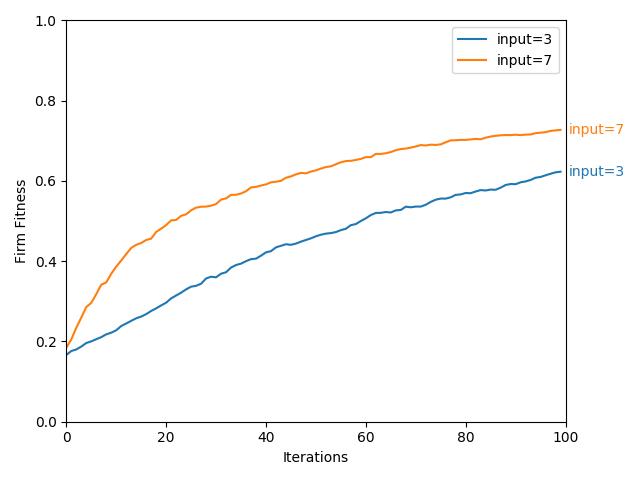 1.0
0.8
0.6
0.4
0.2
0.0
Firm Fitness
input=3
input=7
input=7
input=3
0 20 40 60 80 100
Iterations